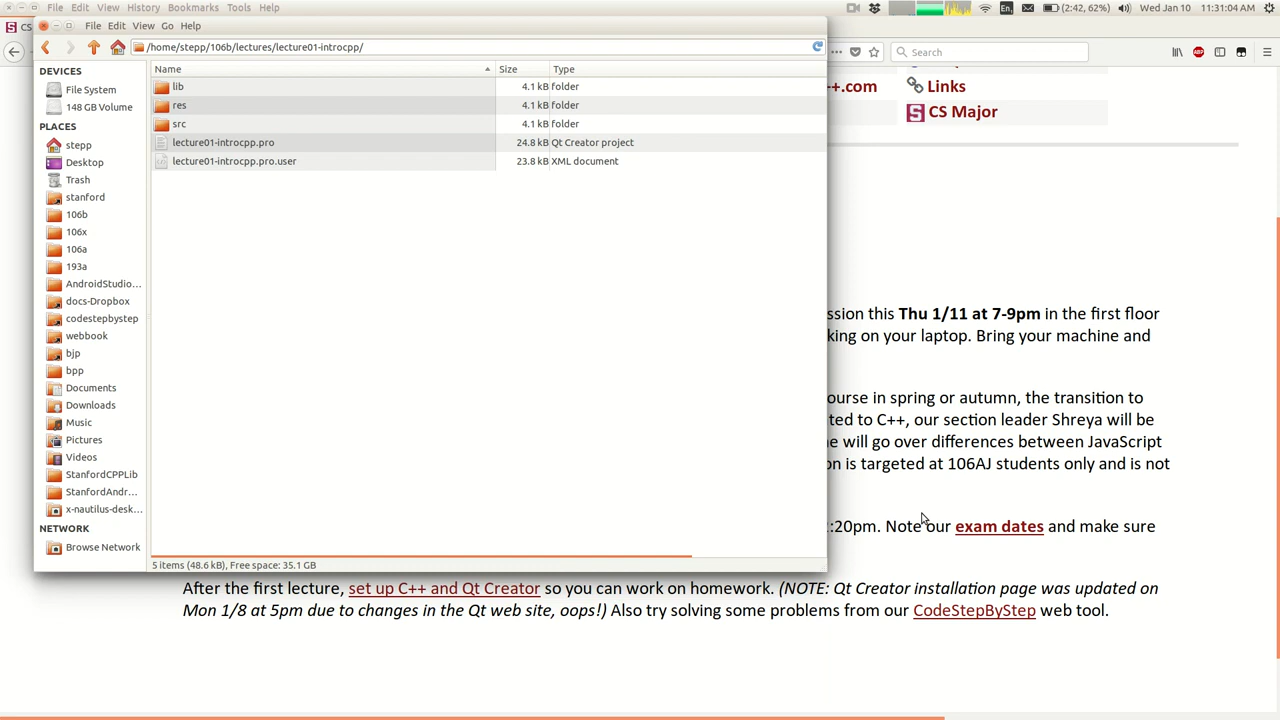 File Edit View History Bookmarks Tools Help
En
(2:42, 62%)
Wed Jan 10
11:31:04 AM
File Edit View Go Help
CS
/home/stepp/106b/lectures/lecture01-introcpp/
Search
ABP
DEVICES
File System
148 GB Volume
PLACES
stepp
Desktop
Trash
stanford
106b
106x
106a
193a
AndroidStudio...
docs-Dropbox
codestepbystep
webbook
bjp
bpp
Documents
Downloads
Music
Pictures
Videos
StanfordCPPLib
StanfordAndr...
x-nautilus-desk...
NETWORK
Browse Network
Name Size Type
lib 4.1 kB folder
res 4.1 kB folder
src 4.1 kB folder
lecture01-introcpp.pro 24.8 kB Qt Creator project
lecture01-introcpp.pro.user 23.8 kB XML document
5 items (48.6 kB), Free space: 35.1 GB
+.com
Links
S CS Major
ssion this Thu 1/11 at 7-9pm in the first floor
king on your laptop. Bring your machine and
ourse in spring or autumn, the transition to
ted to C++, our section leader Shreya will be
e will go over differences between JavaScript
n is targeted at 106AJ students only and is not
:20pm. Note our exam dates and make sure
After the first lecture, set up C++ and Qt Creator so you can work on homework. (NOTE: Qt Creator installation page was updated on
Mon 1/8 at 5pm due to changes in the Qt web site, oops!) Also try solving some problems from our CodeStepByStep web tool.